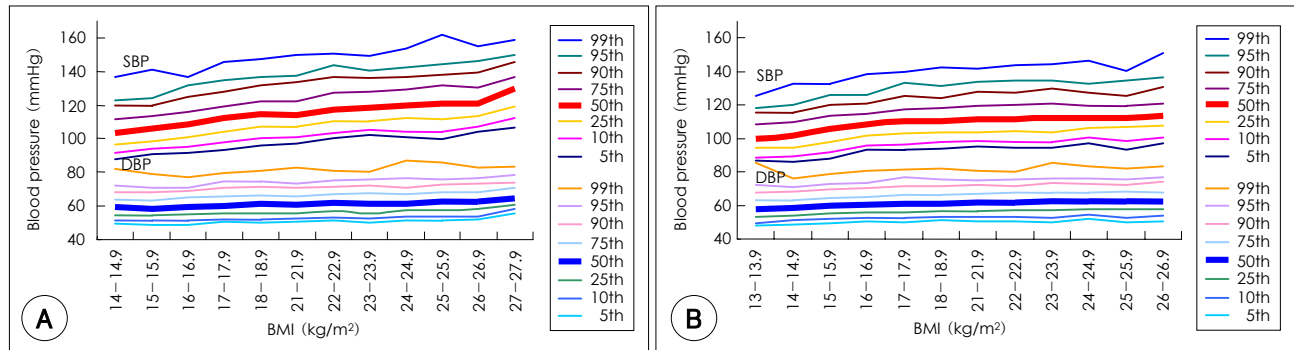 160
140
120
100
80
60
40
Blood pressure (mmHg)
SBP
DBP
14-14.9
15-15.9
16-16.9
17-17.9
18-18.9
21-21.9
22-22.9
23-23.9
24-24.9
25-25.9
26-26.9
27-27.9
BMI (kg/m²)
99th
95th
90th
75th
50th
25th
10th
5th
99th
95th
90th
75th
50th
25th
10th
5th
A
160
140
120
100
80
60
40
Blood pressure (mmHg)
SBP
DBP
13-13.9
14-14.9
15-15.9
16-16.9
17-17.9
18-18.9
21-21.9
22-22.9
23-23.9
24-24.9
25-25.9
26-26.9
BMI (kg/m²)
99th
95th
90th
75th
50th
25th
10th
5th
99th
95th
90th
75th
50th
25th
10th
5th
B